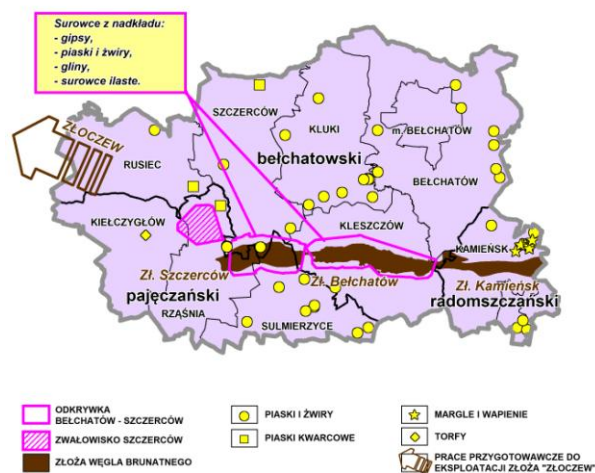 Surowce z nadkładu:
- gipsy,
- piaski i żwiry,
- gliny,
- surowce ilaste.
ZŁOCZEW
SZCZERCÓW
KLUKI
m. BEŁCHATÓW
RUSIEC
bełchatowski
BEŁCHATÓW
KIEŁCZYGŁÓW
KLESZCZÓW
KAMIEŃSK
Zł. Szczerców
Zł. Bełchatów
Zł. Kamieńsk
pajęczański
radomszczański
RZĄŚNIA
SULMIERZYCE
ODKRYWKA
BEŁCHATÓW - SZCZERCÓW
ZWAŁOWISKO SZCZERCÓW
ZŁOŻA WĘGLA BRUNATNEGO
PIASKI I ŻWIRY
PIASKI KWARCOWE
MARGLE I WAPIENIE
TORFY
PRACE PRZYGOTOWAWCZE DO
EKSPLOATACJI ZŁOŻA "ZŁOCZEW"